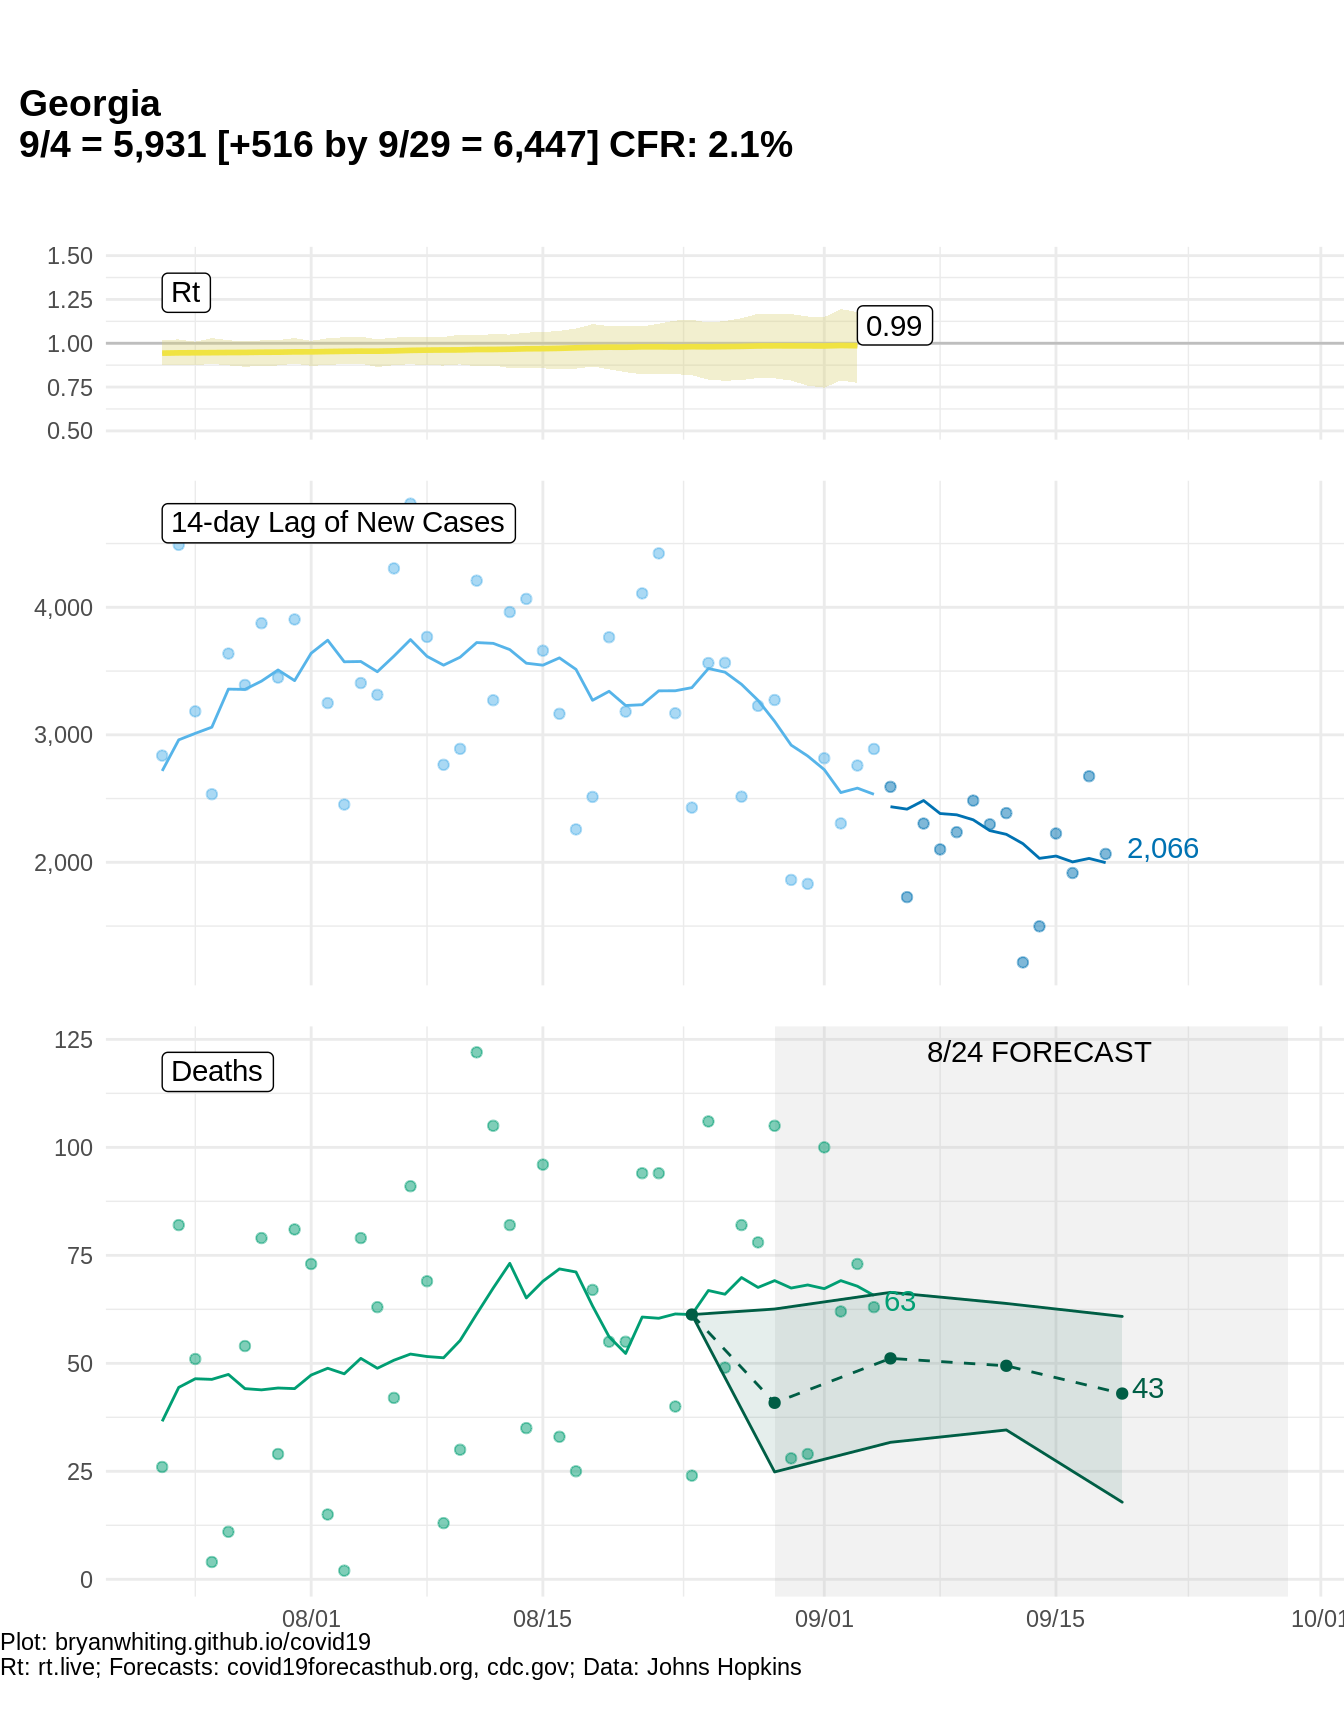 Georgia
9/4 = 5,931 [+516 by 9/29 = 6,447] CFR: 2.1%
1.50
Rt
1.25
0.99
1.00
0.75
0.50
14-day Lag of New Cases
4,000
3,000
2,066
2,000
125
8/24 FORECAST
Deaths
100
75
63
50
43
25
0
08/01 08/15 09/01 09/15 10/01
Plot: bryanwhiting.github.io/covid19
Rt: rt.live; Forecasts: covid19forecasthub.org, cdc.gov; Data: Johns Hopkins